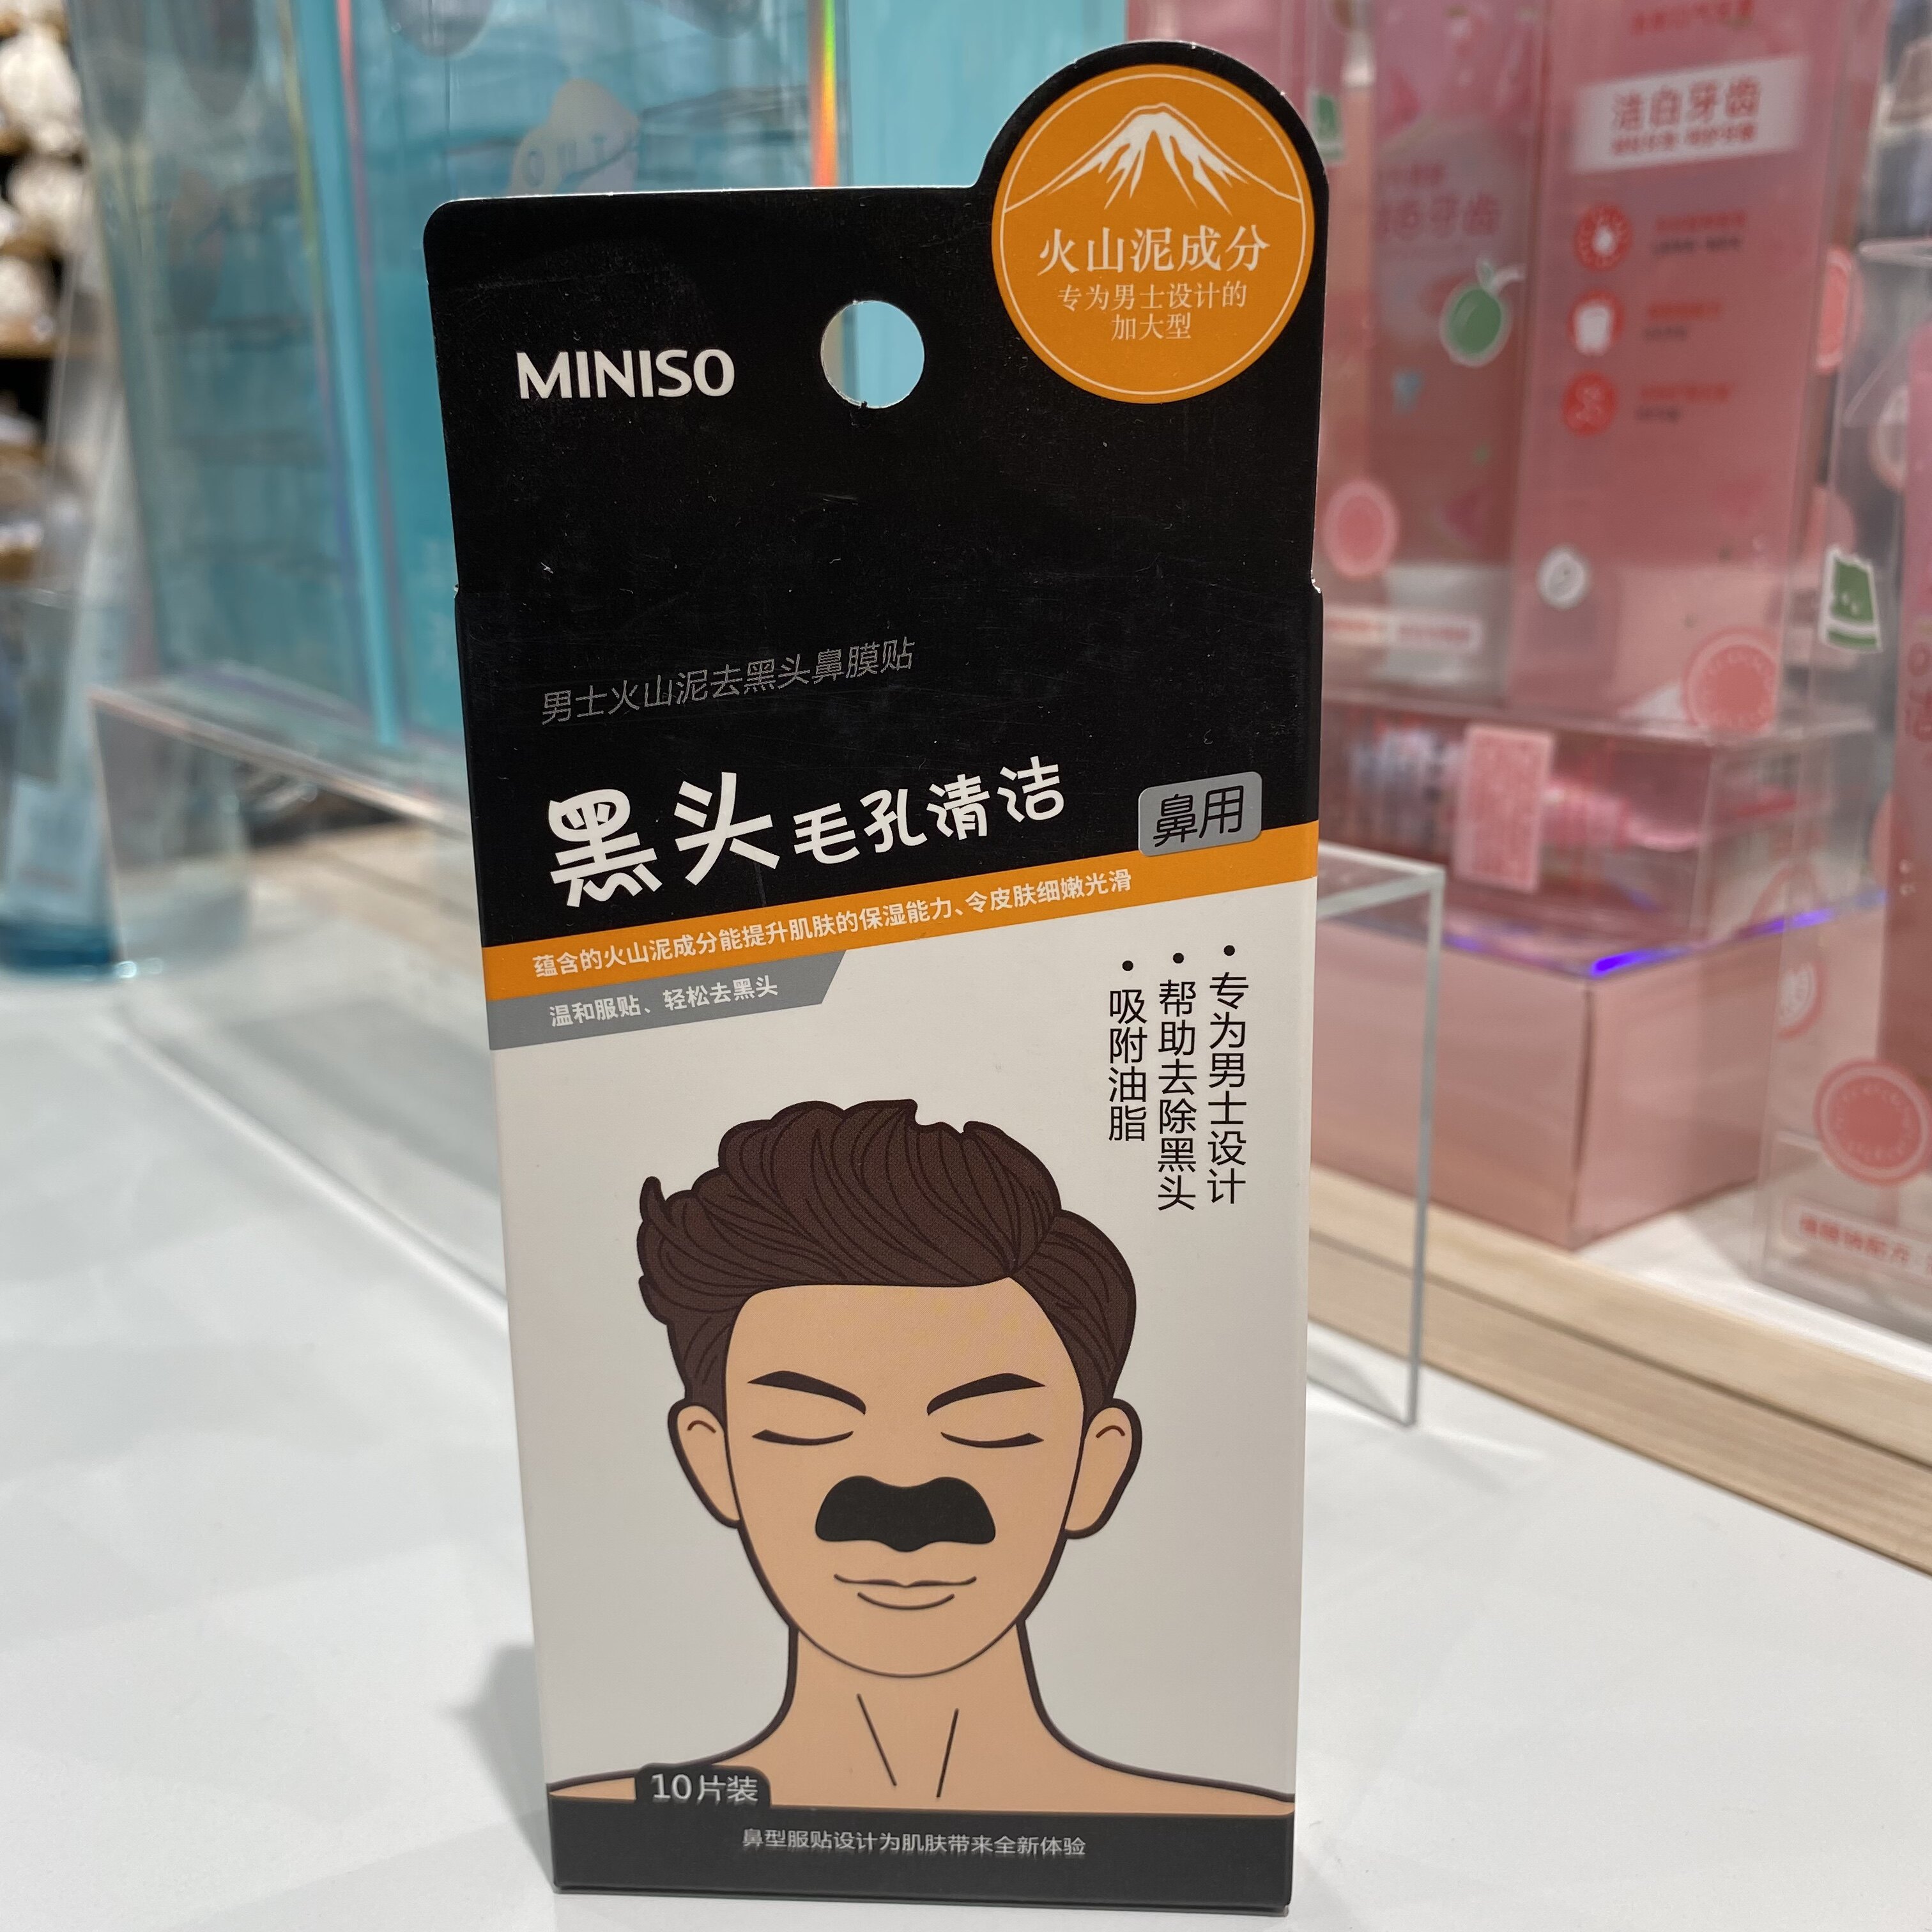 火山泥成分
专为男士设计的
加大型
MINISO
男士火山泥去黑头鼻膜贴
黑头毛孔清洁
鼻用
蕴含的火山泥成分能提升肌肤的保湿能力、令皮肤细嫩光滑
温和服贴、轻松去黑头
• 专为男士设计
• 帮助去除黑头
• 吸附油脂
10片装
鼻型服贴设计为肌肤带来全新体验
洁白牙齿